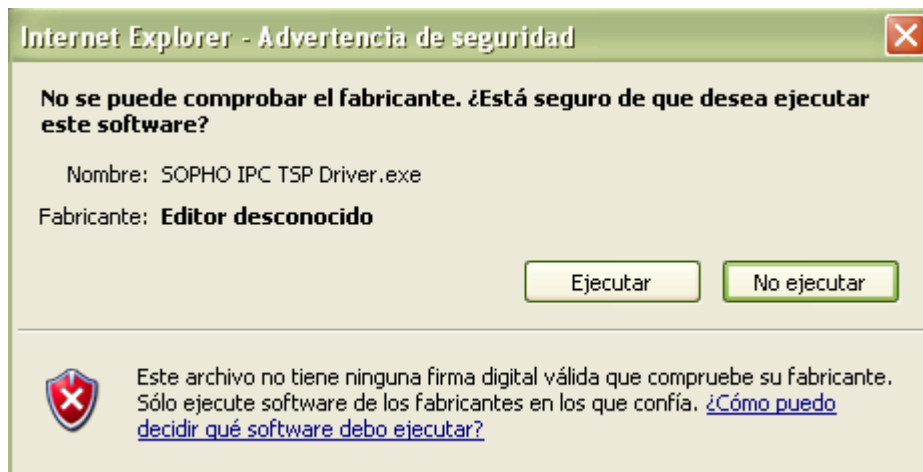 Internet Explorer - Advertencia de seguridad
No se puede comprobar el fabricante. ¿Está seguro de que desea ejecutar
este software?
Nombre: SOPHO IPC TSP Driver.exe
Fabricante: Editor desconocido
Ejecutar No ejecutar
Este archivo no tiene ninguna firma digital válida que compruebe su fabricante.
Sólo ejecute software de los fabricantes en los que confía. ¿Cómo puedo
decidir qué software debo ejecutar?